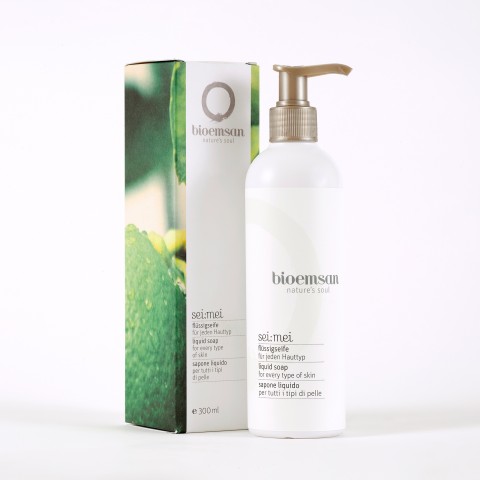 bioemsan
nature's soul
sei:mei
flüssigseife
für jeden Hauttyp
liquid soap
for every type
of skin
sapone liquido
per tutti i tipi
di pelle
e 300ml
bioemsan
nature's soul
sei:mei
flüssigseife
für jeden Hauttyp
liquid soap
for every type of skin
sapone liquido
per tutti i tipi di pelle